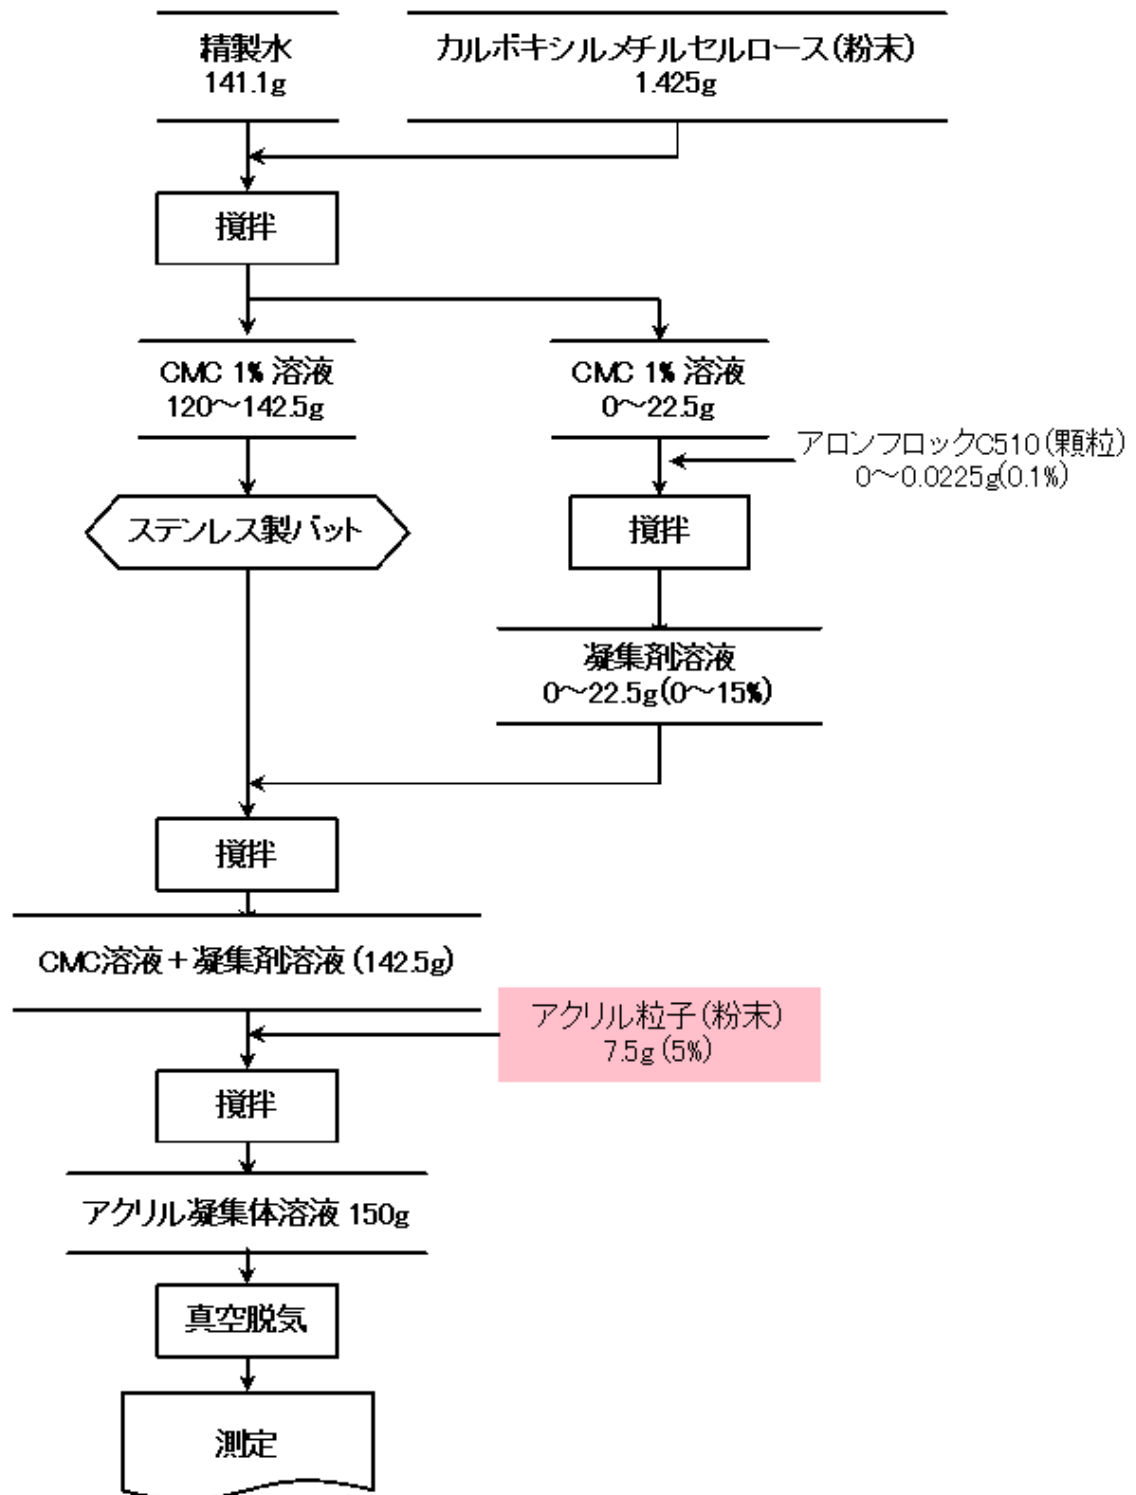 精製水
141.1g
カルボキシルメチルセルロース(粉末)
1.425g
撹拌
CMC 1% 溶液
120～142.5g
CMC 1% 溶液
0～22.5g
アロンフロックC510(顆粒)
0～0.0225g(0.1%)
ステンレス製バット
撹拌
凝集剤溶液
0～22.5g(0～15%)
撹拌
CMC溶液+凝集剤溶液(142.5g)
アクリル粒子(粉末)
7.5g(5%)
撹拌
アクリル凝集体溶液 150g
真空脱気
測定